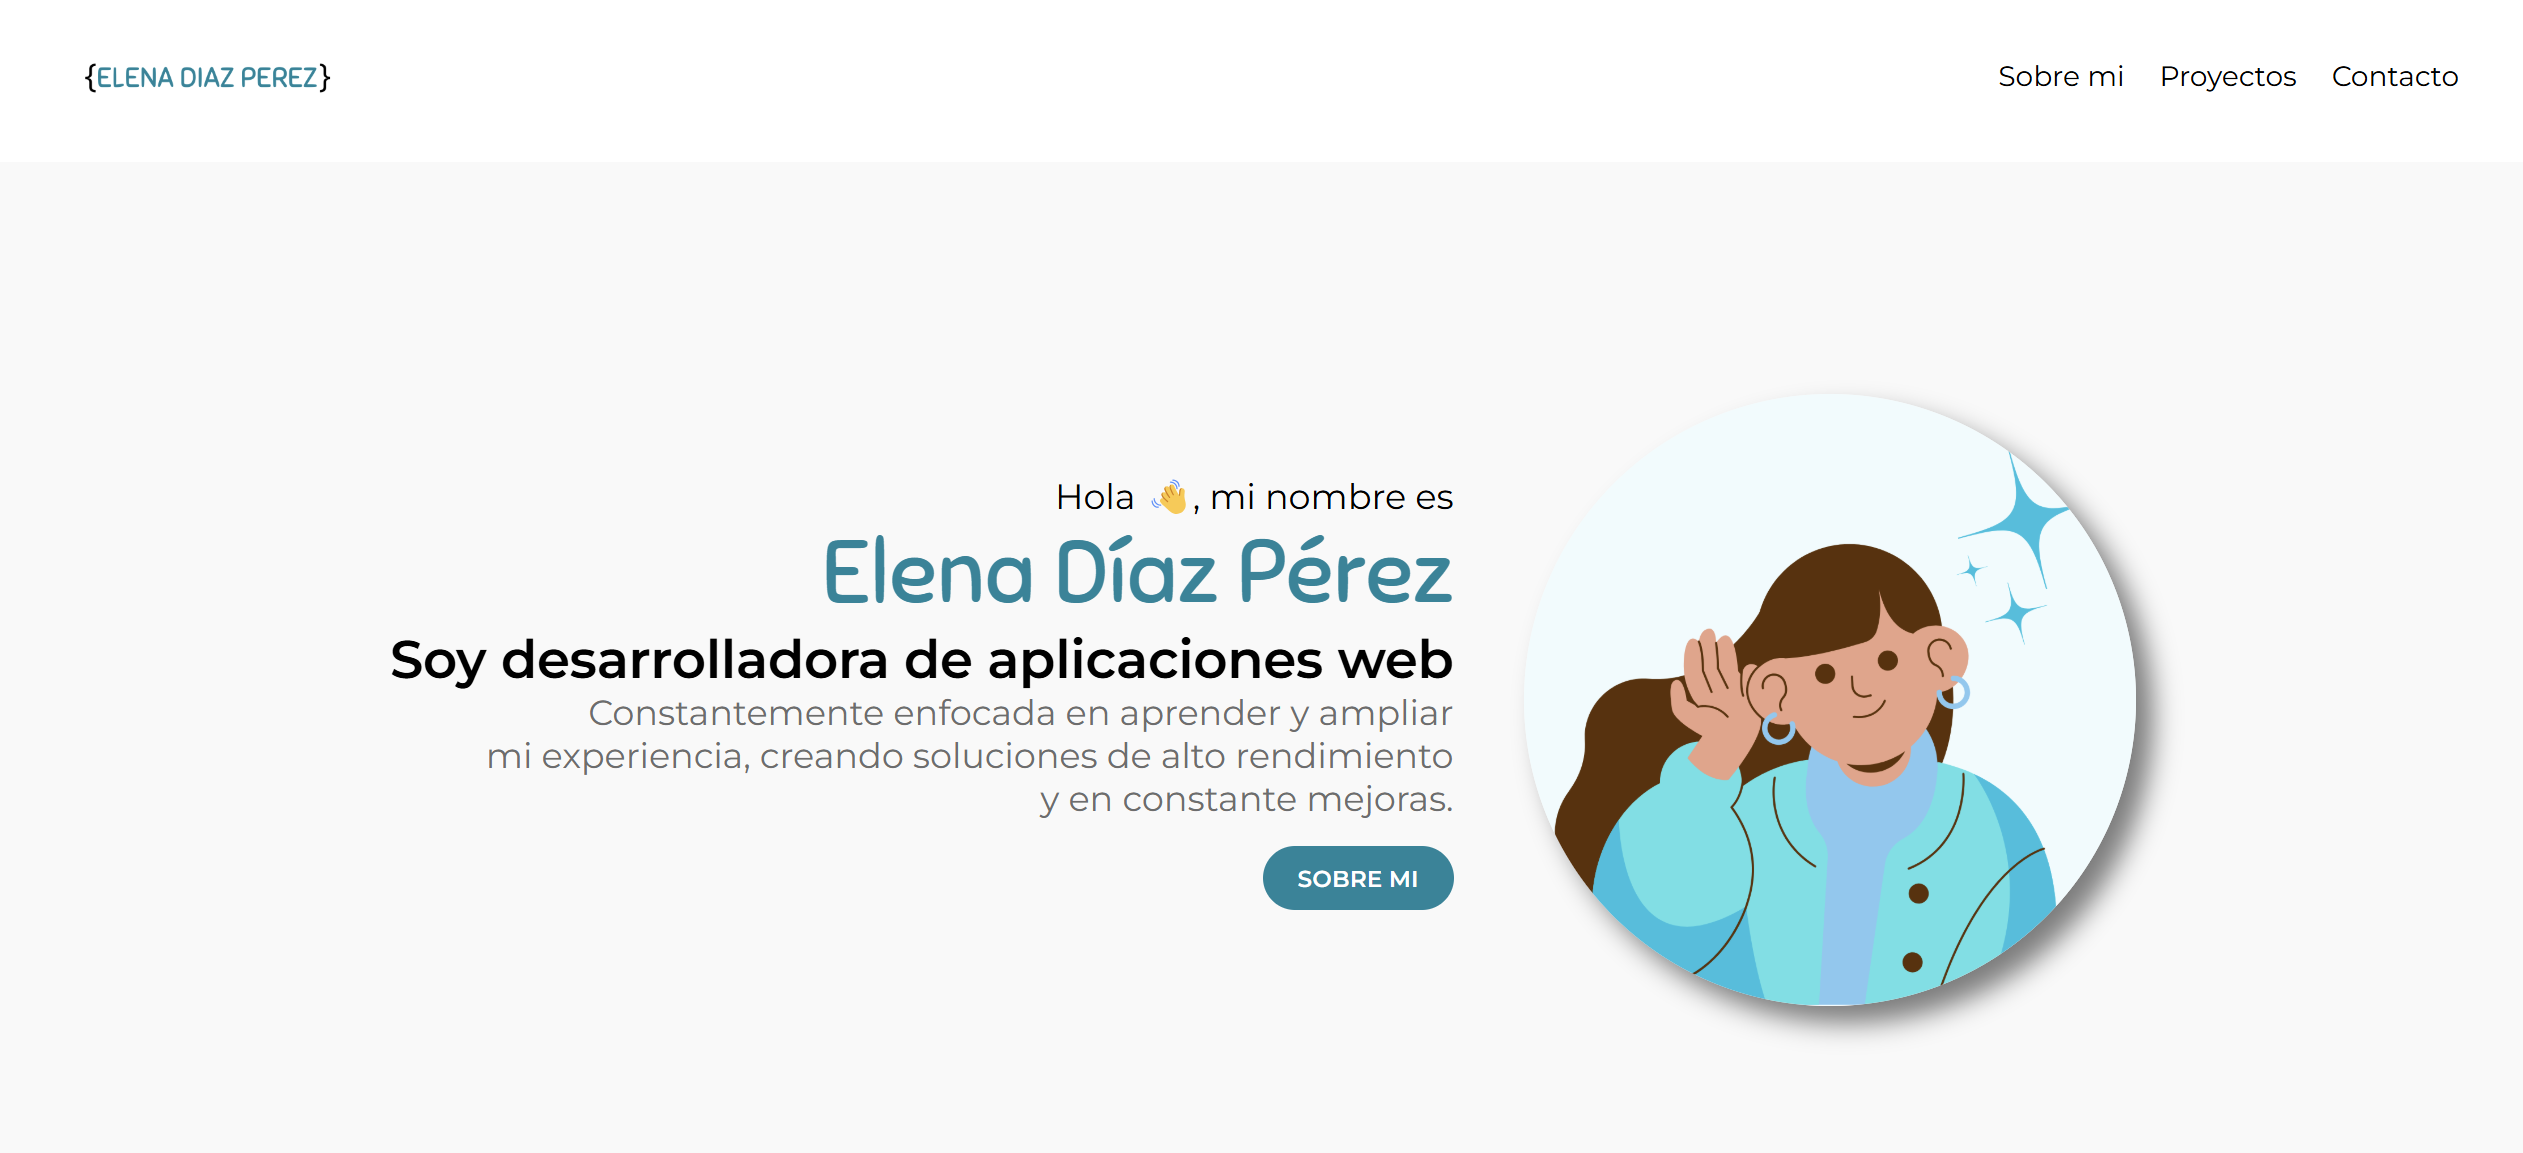 {ELENA DIAZ PEREZ}
Sobre mi Proyectos Contacto
Hola 👋, mi nombre es
Elena Díaz Pérez
Soy desarrolladora de aplicaciones web
Constantemente enfocada en aprender y ampliar
mi experiencia, creando soluciones de alto rendimiento
y en constante mejoras.
SOBRE MI